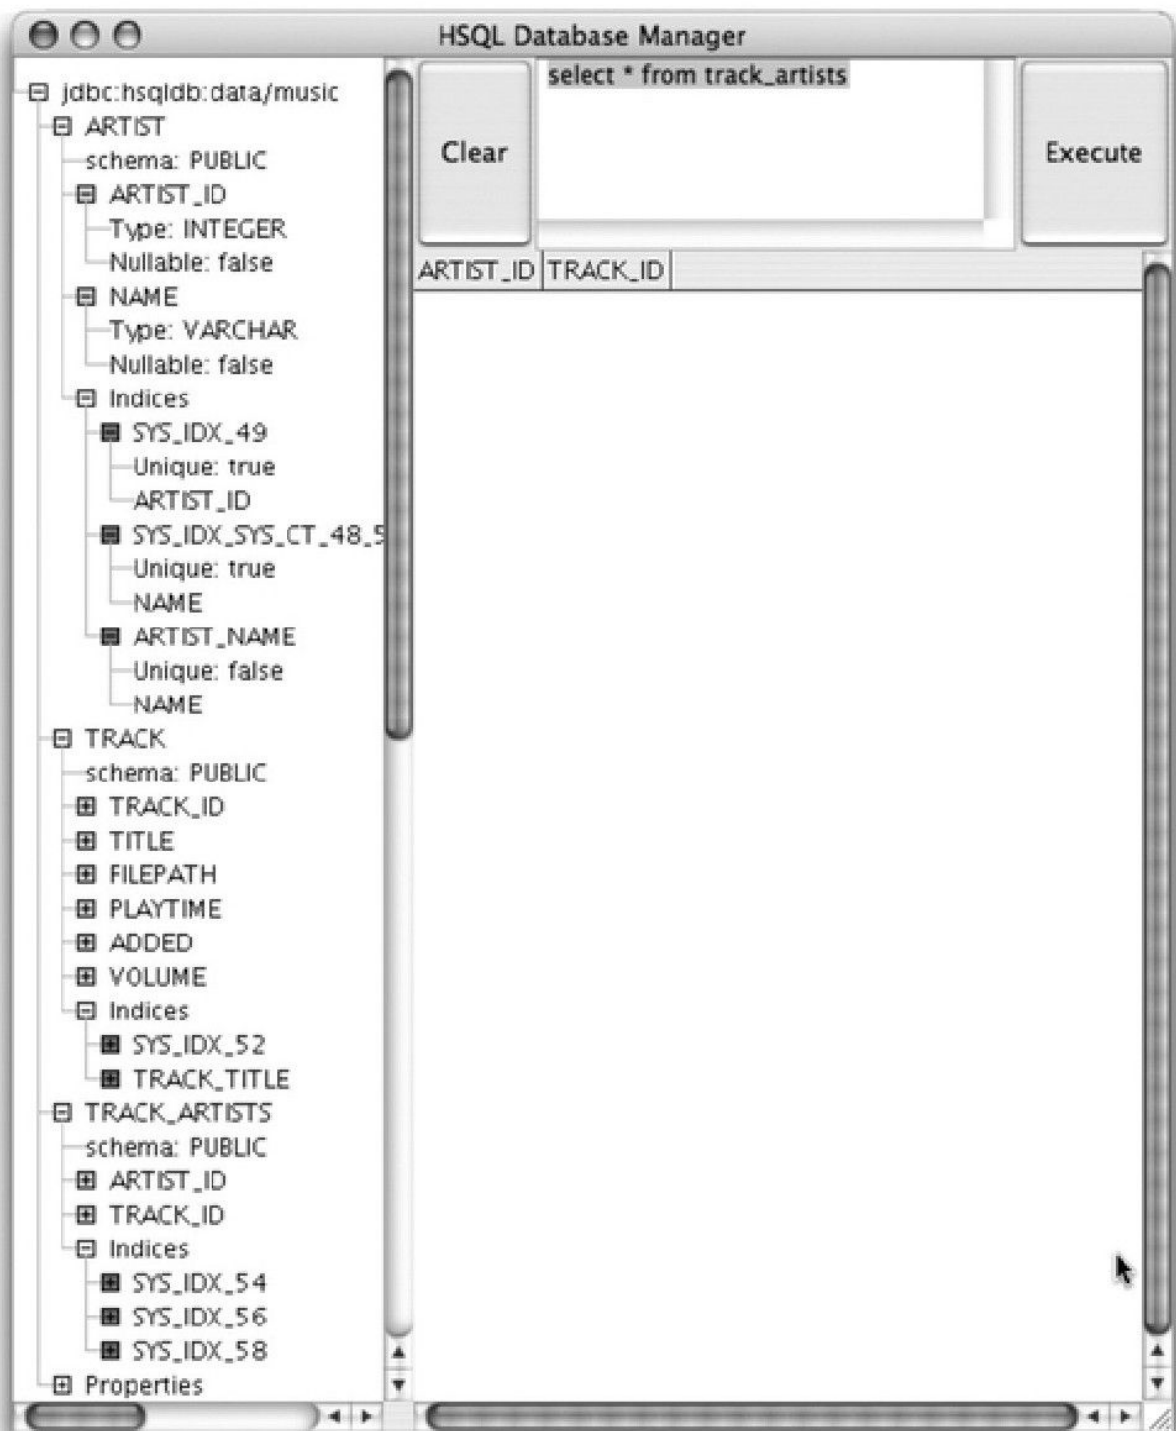 HSQL Database Manager
jdbc:hsqldb:data/music
ARTIST
schema: PUBLIC
ARTIST_ID
Type: INTEGER
Nullable: false
NAME
Type: VARCHAR
Nullable: false
Indices
SYS_IDX_49
Unique: true
ARTIST_ID
SYS_IDX_SYS_CT_48_5
Unique: true
NAME
ARTIST_NAME
Unique: false
NAME
TRACK
schema: PUBLIC
TRACK_ID
TITLE
FILEPATH
PLAYTIME
ADDED
VOLUME
Indices
SYS_IDX_52
TRACK_TITLE
TRACK_ARTISTS
schema: PUBLIC
ARTIST_ID
TRACK_ID
Indices
SYS_IDX_54
SYS_IDX_56
SYS_IDX_58
Properties
Clear
select * from track_artists
Execute
ARTIST_ID TRACK_ID